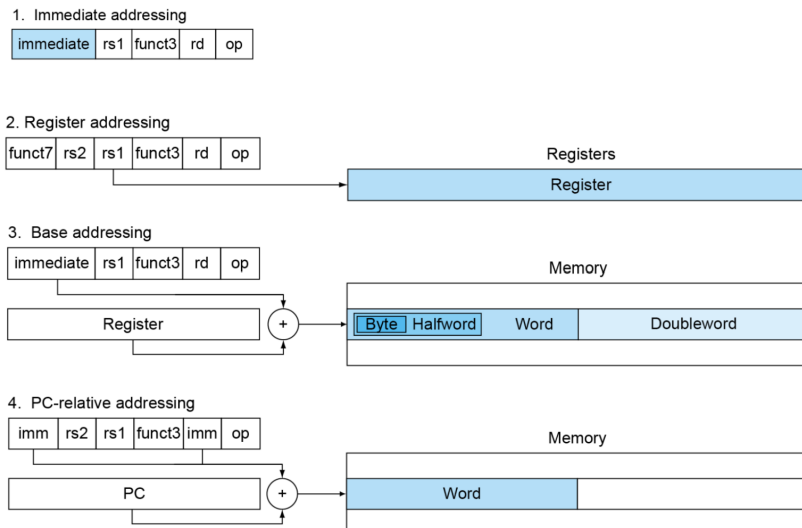 1. Immediate addressing
immediate rs1 funct3 rd op
2. Register addressing
funct7 rs2 rs1 funct3 rd op
Registers
Register
3. Base addressing
immediate rs1 funct3 rd op
Memory
Register + Byte Halfword Word Doubleword
4. PC-relative addressing
imm rs2 rs1 funct3 imm op
Memory
PC + Word